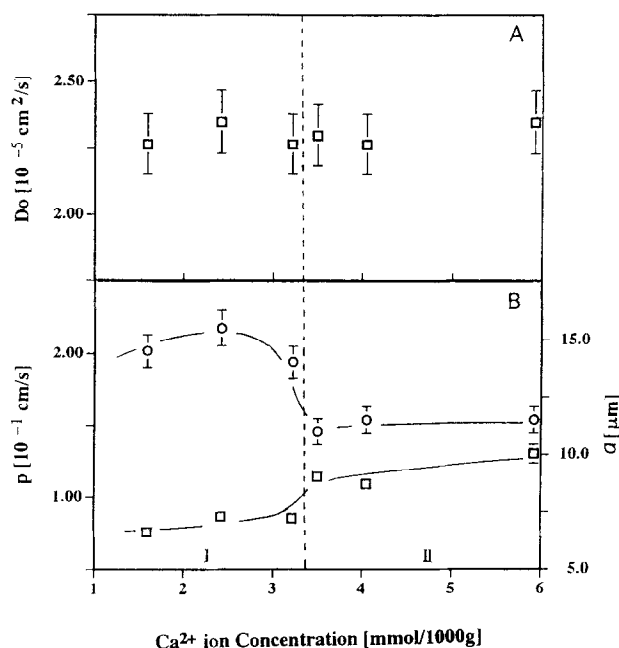 A
2.50
2.00
Do [10 ⁻⁵ cm ²/s]
B
2.00
1.00
p [10 ⁻¹ cm/s]
15.0
10.0
5.0
a [μm]
I
II
1
2
3
4
5
6
Ca²⁺ ion Concentration [mmol/1000g]